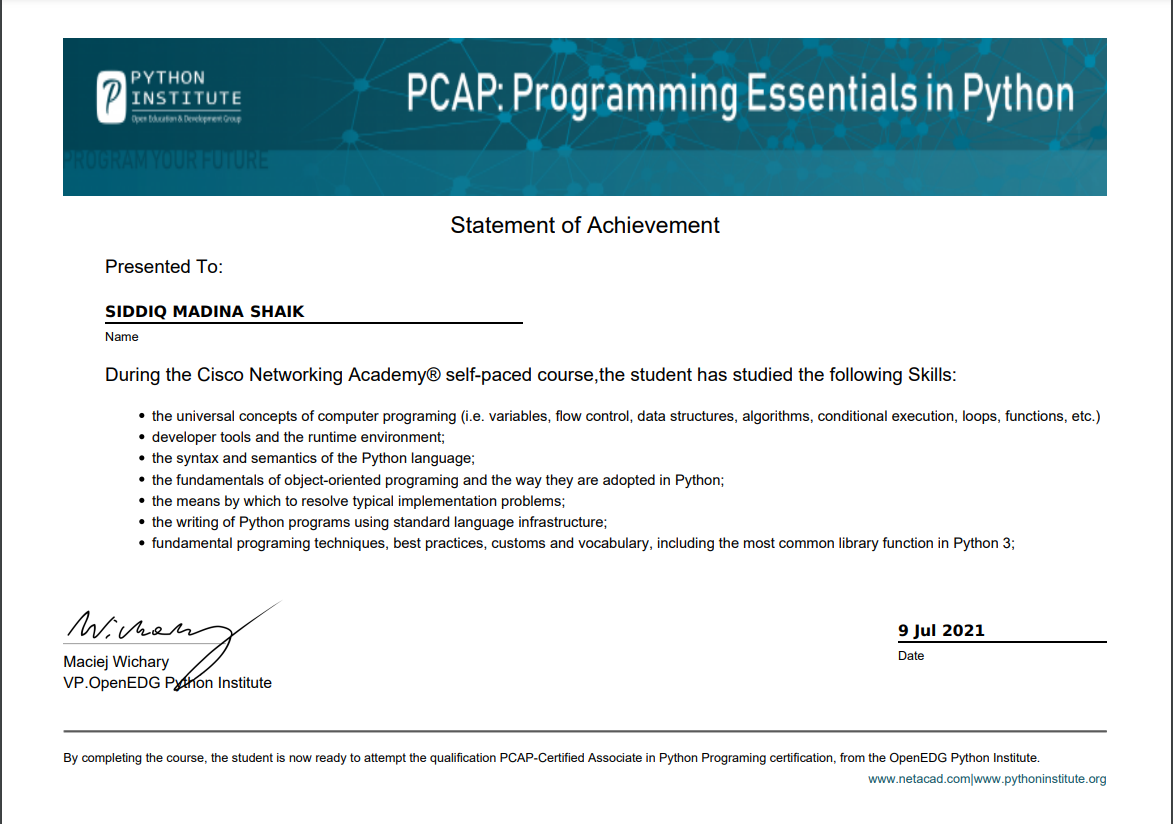 PYTHON
INSTITUTE
Open Education & Development Group
PCAP: Programming Essentials in Python
PROGRAM YOUR FUTURE
Statement of Achievement
Presented To:
SIDDIQ MADINA SHAIK
Name
During the Cisco Networking Academy® self-paced course,the student has studied the following Skills:
• the universal concepts of computer programing (i.e. variables, flow control, data structures, algorithms, conditional execution, loops, functions, etc.)
• developer tools and the runtime environment;
• the syntax and semantics of the Python language;
• the fundamentals of object-oriented programing and the way they are adopted in Python;
• the means by which to resolve typical implementation problems;
• the writing of Python programs using standard language infrastructure;
• fundamental programing techniques, best practices, customs and vocabulary, including the most common library function in Python 3;
W.chary
Maciej Wichary
VP.OpenEDG Python Institute
9 Jul 2021
Date
By completing the course, the student is now ready to attempt the qualification PCAP-Certified Associate in Python Programing certification, from the OpenEDG Python Institute.
www.netacad.com|www.pythoninstitute.org